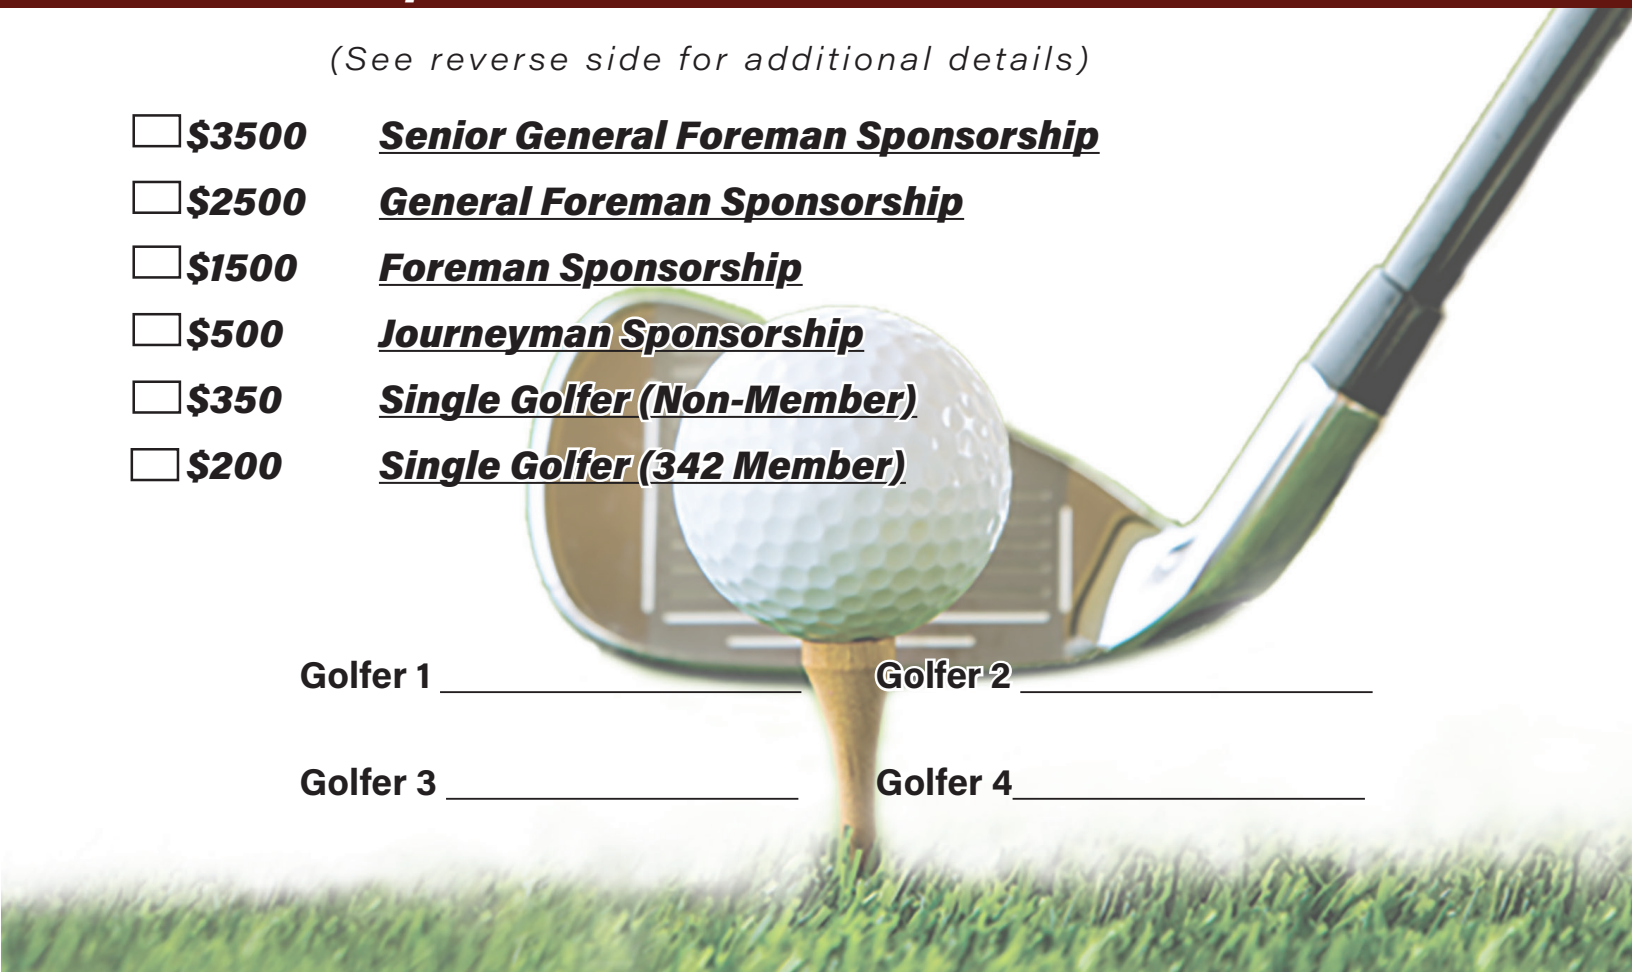 (See reverse side for additional details)
$3500 Senior General Foreman Sponsorship
$2500 General Foreman Sponsorship
$1500 Foreman Sponsorship
$500 Journeyman Sponsorship
$350 Single Golfer (Non-Member)
$200 Single Golfer (342 Member)
Golfer 1 Golfer 2
Golfer 3 Golfer 4